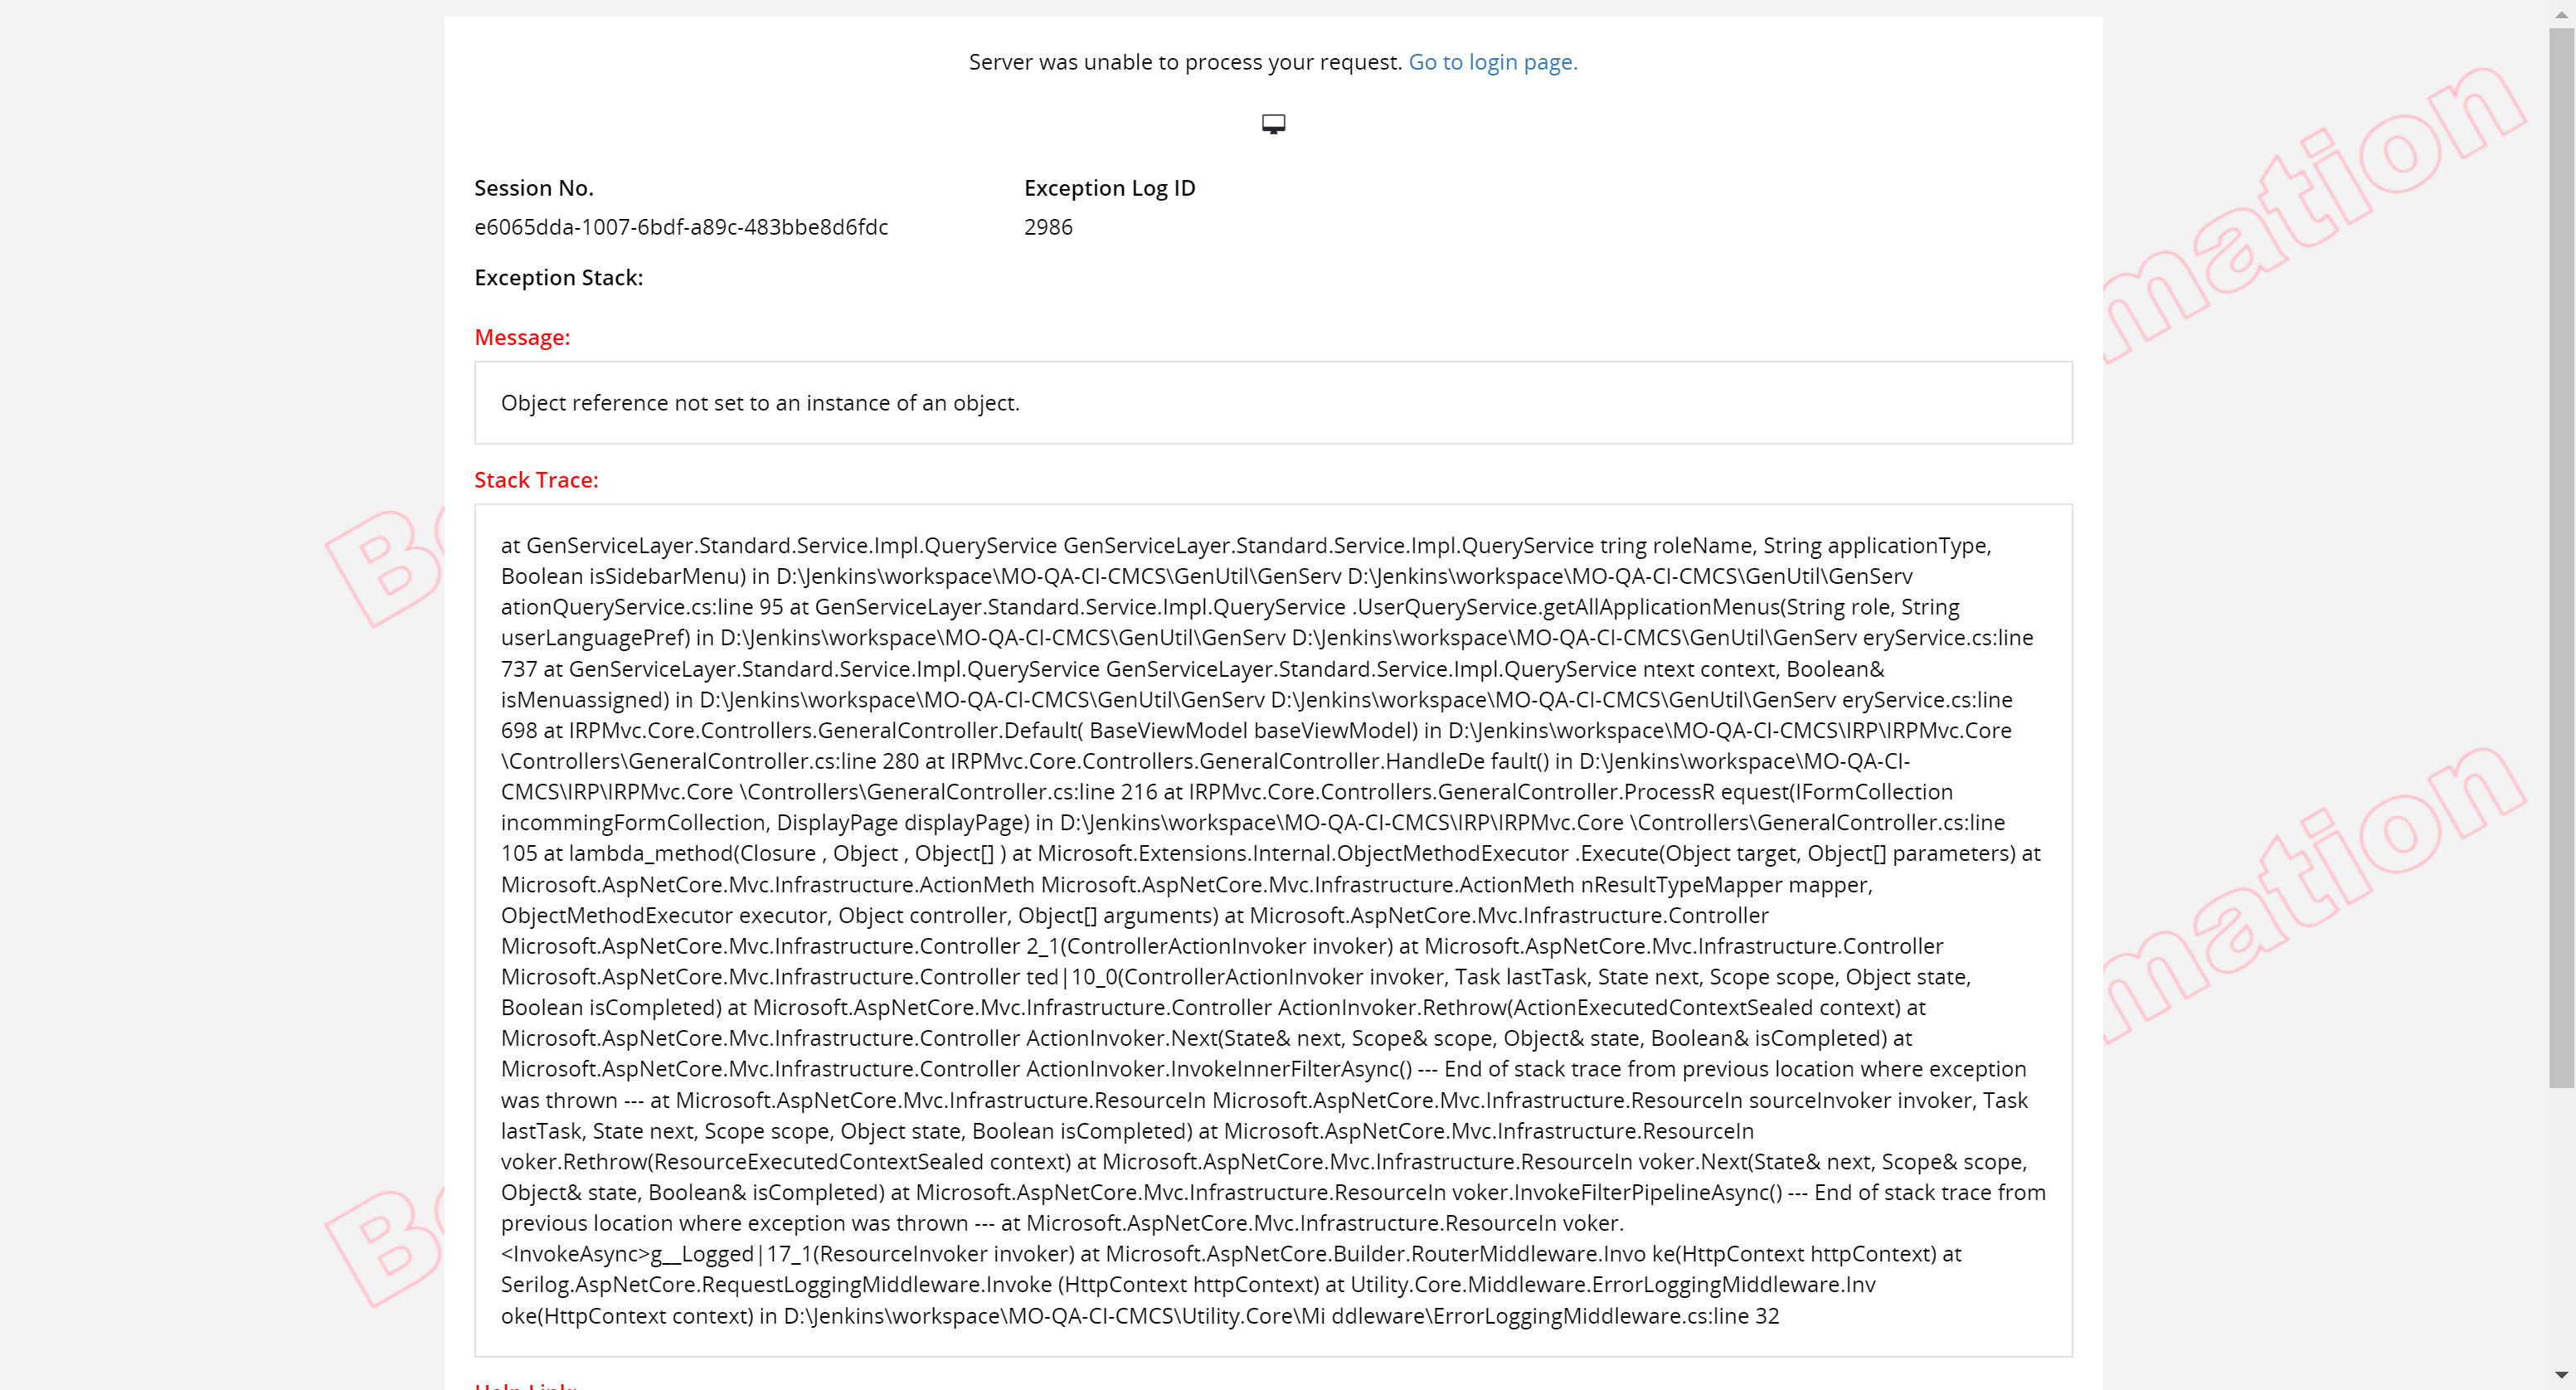 Server was unable to process your request. Go to login page.
Session No.
Exception Log ID
e6065dda-1007-6bdf-a89c-483bbe8d6fdc
2986
Exception Stack:
Message:
Object reference not set to an instance of an object.
Stack Trace:
at GenServiceLayer.Standard.Service.Impl.QueryService GenServiceLayer.Standard.Service.Impl.QueryService tring roleName, String applicationType,
Boolean isSidebarMenu) in D:\Jenkins\workspace\MO-QA-CI-CMCS\GenUtil\GenServ D:\Jenkins\workspace\MO-QA-CI-CMCS\GenUtil\GenServ
ationQueryService.cs:line 95 at GenServiceLayer.Standard.Service.Impl.QueryService .UserQueryService.getAllApplicationMenus(String role, String
userLanguagePref) in D:\Jenkins\workspace\MO-QA-CI-CMCS\GenUtil\GenServ D:\Jenkins\workspace\MO-QA-CI-CMCS\GenUtil\GenServ eryService.cs:line
737 at GenServiceLayer.Standard.Service.Impl.QueryService GenServiceLayer.Standard.Service.Impl.QueryService ntext context, Boolean&
isMenuassigned) in D:\Jenkins\workspace\MO-QA-CI-CMCS\GenUtil\GenServ D:\Jenkins\workspace\MO-QA-CI-CMCS\GenUtil\GenServ eryService.cs:line
698 at IRPMvc.Core.Controllers.GeneralController.Default( BaseViewModel baseViewModel) in D:\Jenkins\workspace\MO-QA-CI-CMCS\IRP\IRPMvc.Core
\Controllers\GeneralController.cs:line 280 at IRPMvc.Core.Controllers.GeneralController.HandleDe fault() in D:\Jenkins\workspace\MO-QA-CI-
CMCS\IRP\IRPMvc.Core \Controllers\GeneralController.cs:line 216 at IRPMvc.Core.Controllers.GeneralController.ProcessR equest(IFormCollection
incommingFormCollection, DisplayPage displayPage) in D:\Jenkins\workspace\MO-QA-CI-CMCS\IRP\IRPMvc.Core \Controllers\GeneralController.cs:line
105 at lambda_method(Closure , Object , Object[] ) at Microsoft.Extensions.Internal.ObjectMethodExecutor .Execute(Object target, Object[] parameters) at
Microsoft.AspNetCore.Mvc.Infrastructure.ActionMeth Microsoft.AspNetCore.Mvc.Infrastructure.ActionMeth nResultTypeMapper mapper,
ObjectMethodExecutor executor, Object controller, Object[] arguments) at Microsoft.AspNetCore.Mvc.Infrastructure.Controller
Microsoft.AspNetCore.Mvc.Infrastructure.Controller 2_1(ControllerActionInvoker invoker) at Microsoft.AspNetCore.Mvc.Infrastructure.Controller
Microsoft.AspNetCore.Mvc.Infrastructure.Controller ted|10_0(ControllerActionInvoker invoker, Task lastTask, State next, Scope scope, Object state,
Boolean isCompleted) at Microsoft.AspNetCore.Mvc.Infrastructure.Controller ActionInvoker.Rethrow(ActionExecutedContextSealed context) at
Microsoft.AspNetCore.Mvc.Infrastructure.Controller ActionInvoker.Next(State& next, Scope& scope, Object& state, Boolean& isCompleted) at
Microsoft.AspNetCore.Mvc.Infrastructure.Controller ActionInvoker.InvokeInnerFilterAsync() --- End of stack trace from previous location where exception
was thrown --- at Microsoft.AspNetCore.Mvc.Infrastructure.ResourceIn Microsoft.AspNetCore.Mvc.Infrastructure.ResourceIn sourceInvoker invoker, Task
lastTask, State next, Scope scope, Object state, Boolean isCompleted) at Microsoft.AspNetCore.Mvc.Infrastructure.ResourceIn
voker.Rethrow(ResourceExecutedContextSealed context) at Microsoft.AspNetCore.Mvc.Infrastructure.ResourceIn voker.Next(State& next, Scope& scope,
Object& state, Boolean& isCompleted) at Microsoft.AspNetCore.Mvc.Infrastructure.ResourceIn voker.InvokeFilterPipelineAsync() --- End of stack trace from
previous location where exception was thrown --- at Microsoft.AspNetCore.Mvc.Infrastructure.ResourceIn voker.
<InvokeAsync>g__Logged|17_1(ResourceInvoker invoker) at Microsoft.AspNetCore.Builder.RouterMiddleware.Invo ke(HttpContext httpContext) at
Serilog.AspNetCore.RequestLoggingMiddleware.Invoke (HttpContext httpContext) at Utility.Core.Middleware.ErrorLoggingMiddleware.Inv
oke(HttpContext context) in D:\Jenkins\workspace\MO-QA-CI-CMCS\Utility.Core\Mi ddleware\ErrorLoggingMiddleware.cs:line 32